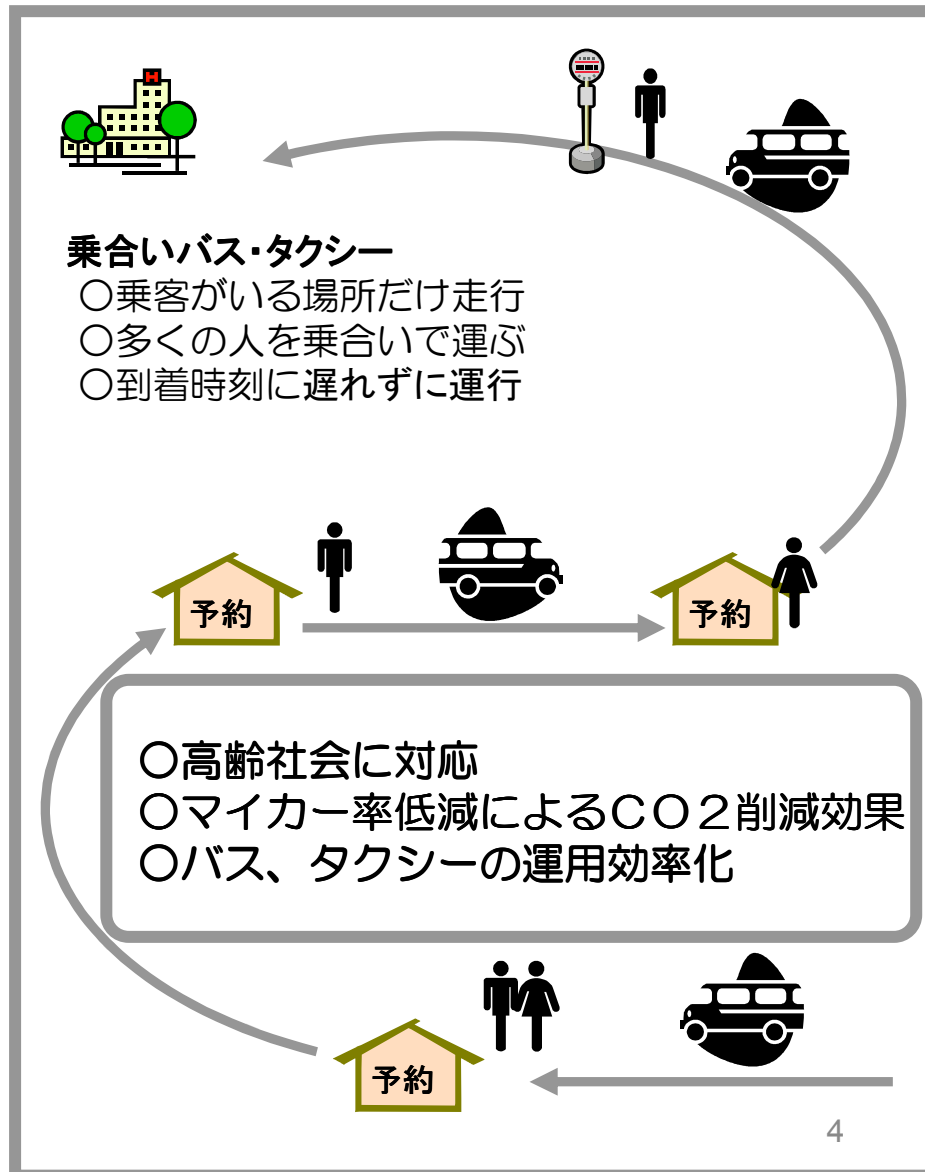 H
乗合いバス・タクシー
○乗客がいる場所だけ走行
○多くの人を乗合いで運ぶ
○到着時刻に遅れずに運行
予約
予約
○高齢社会に対応
○マイカー率低減によるCO2削減効果
○バス、タクシーの運用効率化
予約
4